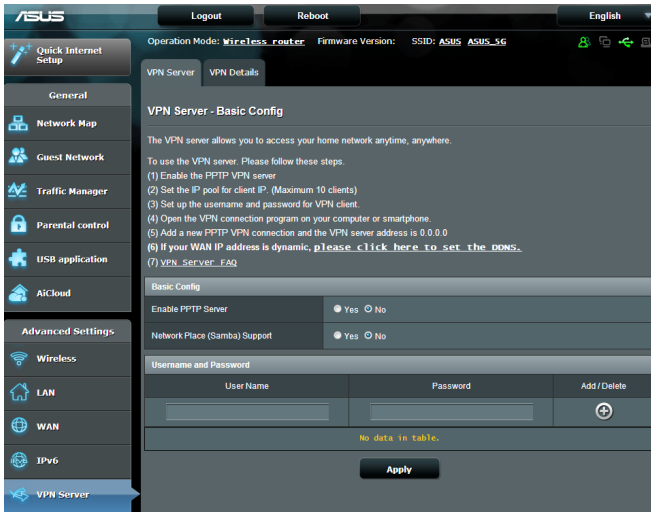 ASUS
Logout
Reboot
English
Quick Internet
Setup
Operation Mode: Wireless router Firmware Version: SSID: ASUS ASUS_5G
VPN Server
VPN Details
General
Network Map
Guest Network
Traffic Manager
Parental control
USB application
AiCloud
Advanced Settings
Wireless
LAN
WAN
IPv6
VPN Server
VPN Server - Basic Config
The VPN server allows you to access your home network anytime, anywhere.
To use the VPN server. Please follow these steps.
(1) Enable the PPTP VPN server
(2) Set the IP pool for client IP. (Maximum 10 clients)
(3) Set up the username and password for VPN client.
(4) Open the VPN connection program on your computer or smartphone.
(5) Add a new PPTP VPN connection and the VPN server address is 0.0.0.0
(6) If your WAN IP address is dynamic, please click here to set the DDNS.
(7) VPN Server FAQ
Basic Config
Enable PPTP Server Yes No
Network Place (Samba) Support Yes No
Username and Password
User Name Password Add / Delete
No data in table.
Apply